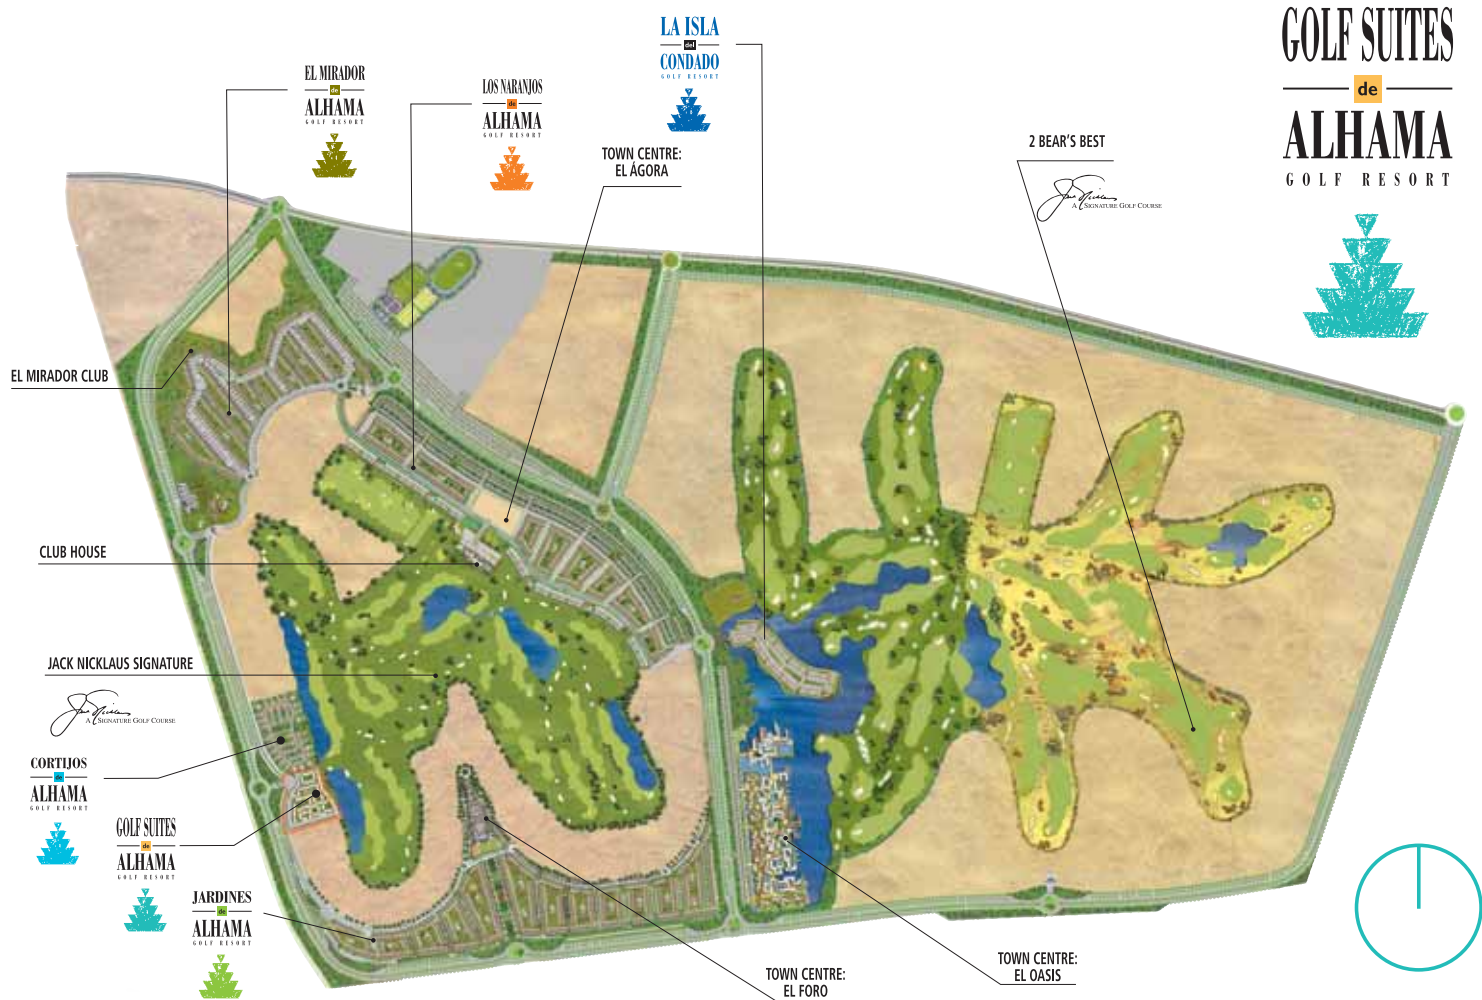 GOLF SUITES
de
ALHAMA
GOLF RESORT
LA ISLA
del
CONDADO
GOLF RESORT
EL MIRADOR
de
ALHAMA
GOLF RESORT
LOS NARANJOS
de
ALHAMA
GOLF RESORT
TOWN CENTRE:
EL ÁGORA
2 BEAR'S BEST
A SIGNATURE GOLF COURSE
EL MIRADOR CLUB
CLUB HOUSE
JACK NICKLAUS SIGNATURE
A SIGNATURE GOLF COURSE
CORTIJOS
de
ALHAMA
GOLF RESORT
GOLF SUITES
de
ALHAMA
GOLF RESORT
JARDINES
de
ALHAMA
GOLF RESORT
TOWN CENTRE:
EL FORO
TOWN CENTRE:
EL OASIS